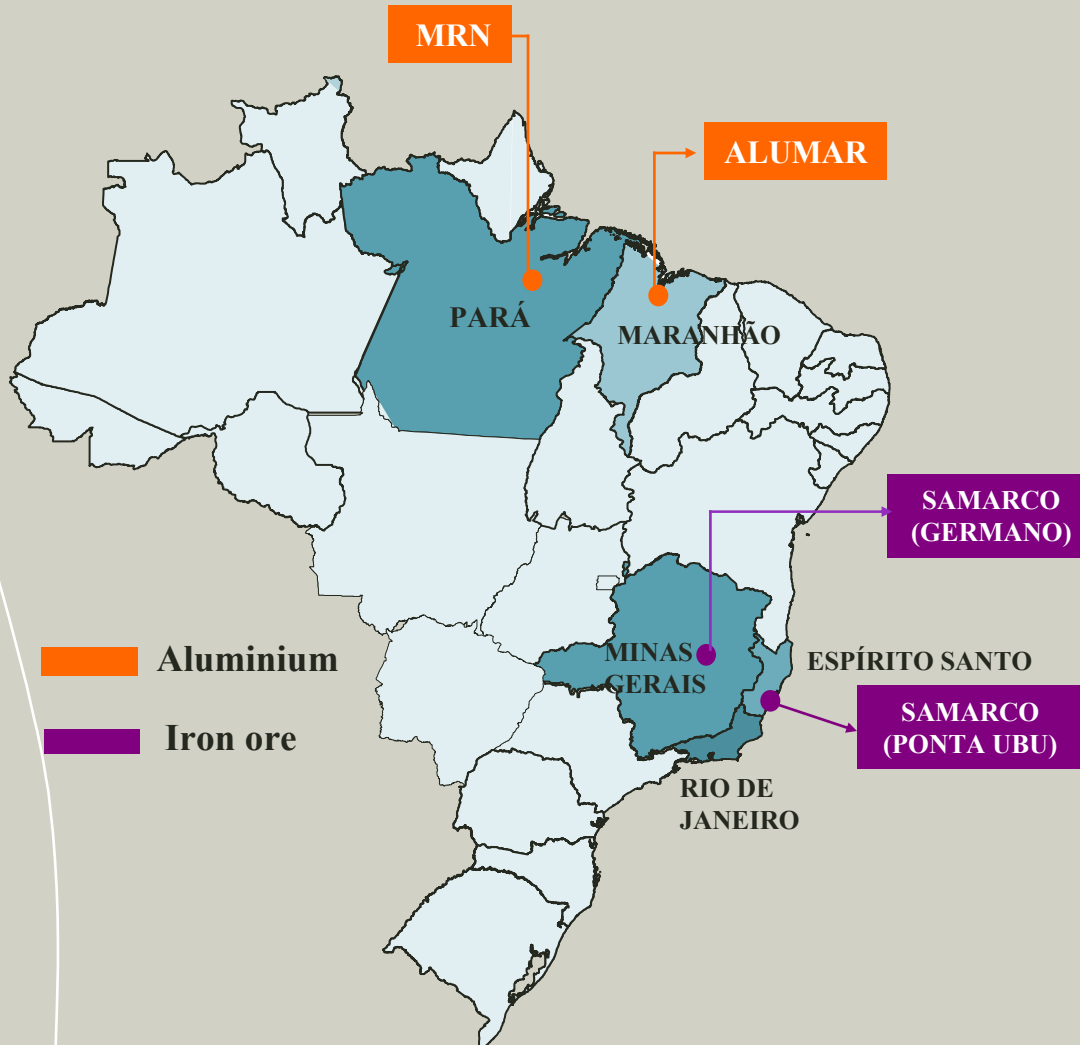 MRN
ALUMAR
PARÁ
MARANHÃO
SAMARCO
(GERMANO)
MINAS
GERAIS
ESPÍRITO SANTO
Aluminium
SAMARCO
(PONTA UBU)
Iron ore
RIO DE
JANEIRO